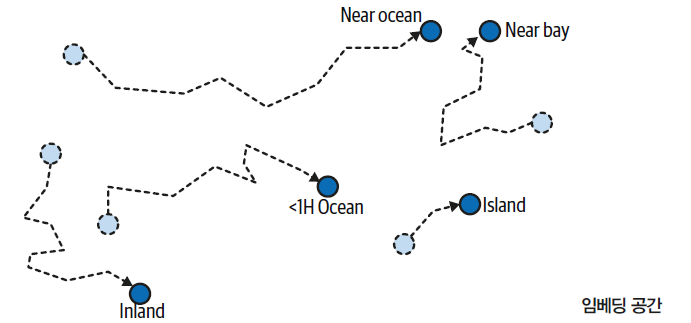 Near ocean
Near bay
<1H Ocean
Island
Inland
임베딩 공간